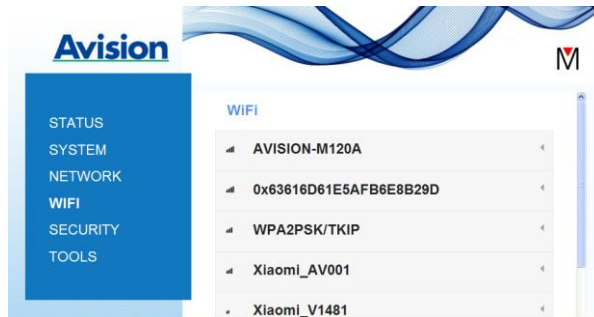 Avision
M
STATUS
SYSTEM
NETWORK
WIFI
SECURITY
TOOLS
WiFi
AVISION-M120A
0x63616D61E5AFB6E8B29D
WPA2PSK/TKIP
Xiaomi_AV001
Xiaomi_V1481